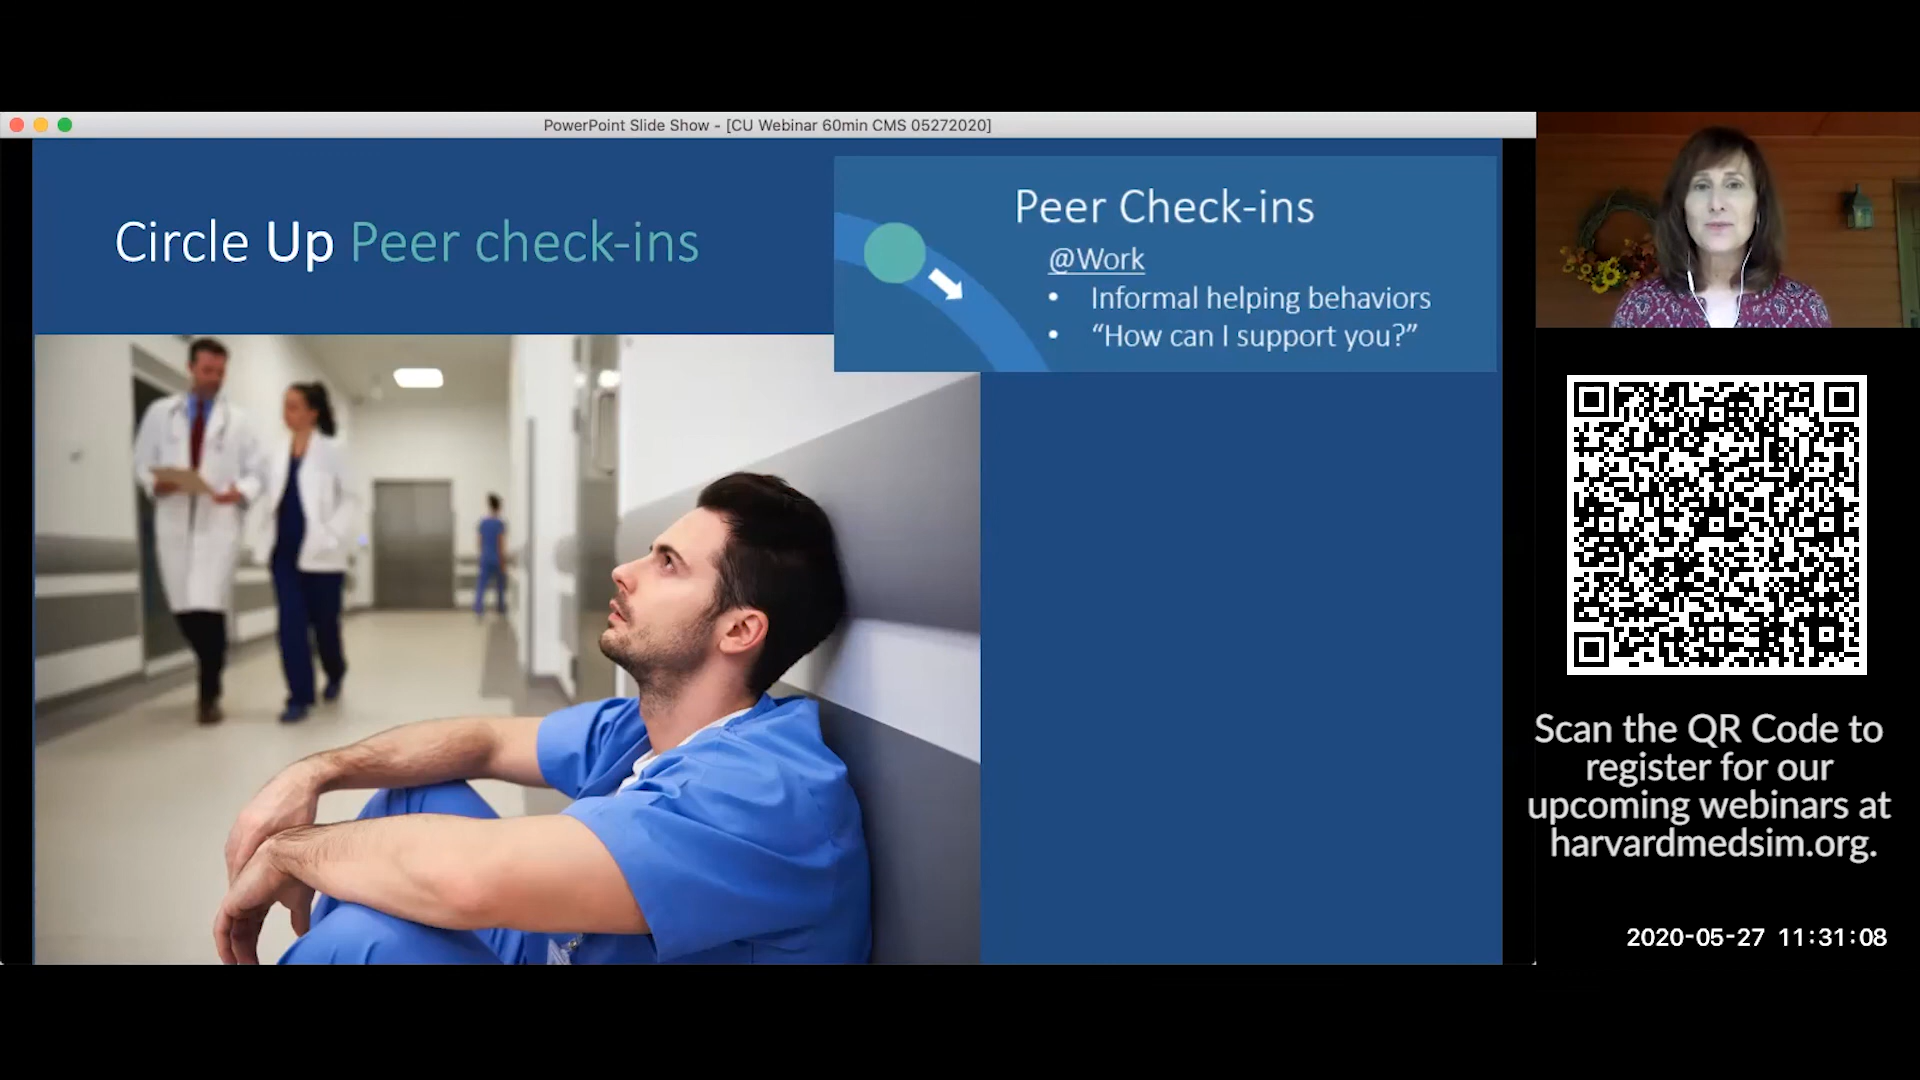 PowerPoint Slide Show - [CU Webinar 60min CMS 05272020]
Circle Up Peer check-ins
Peer Check-ins
@Work
• Informal helping behaviors
• “How can I support you?”
Scan the QR Code to
register for our
upcoming webinars at
harvardmedsim.org.
2020-05-27 11:31:08